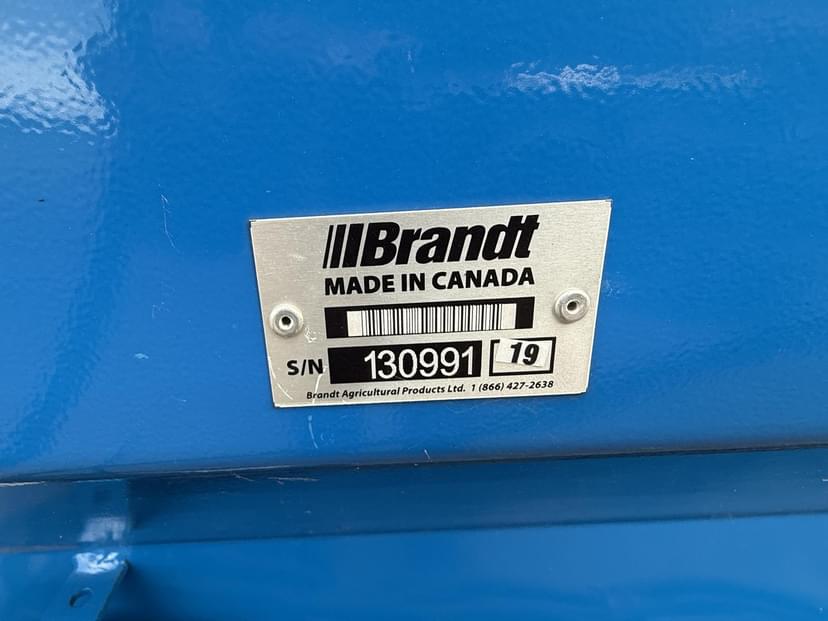 Brandt
MADE IN CANADA
S/N 130991 19
Brandt Agricultural Products Ltd. 1 (866) 427-2638